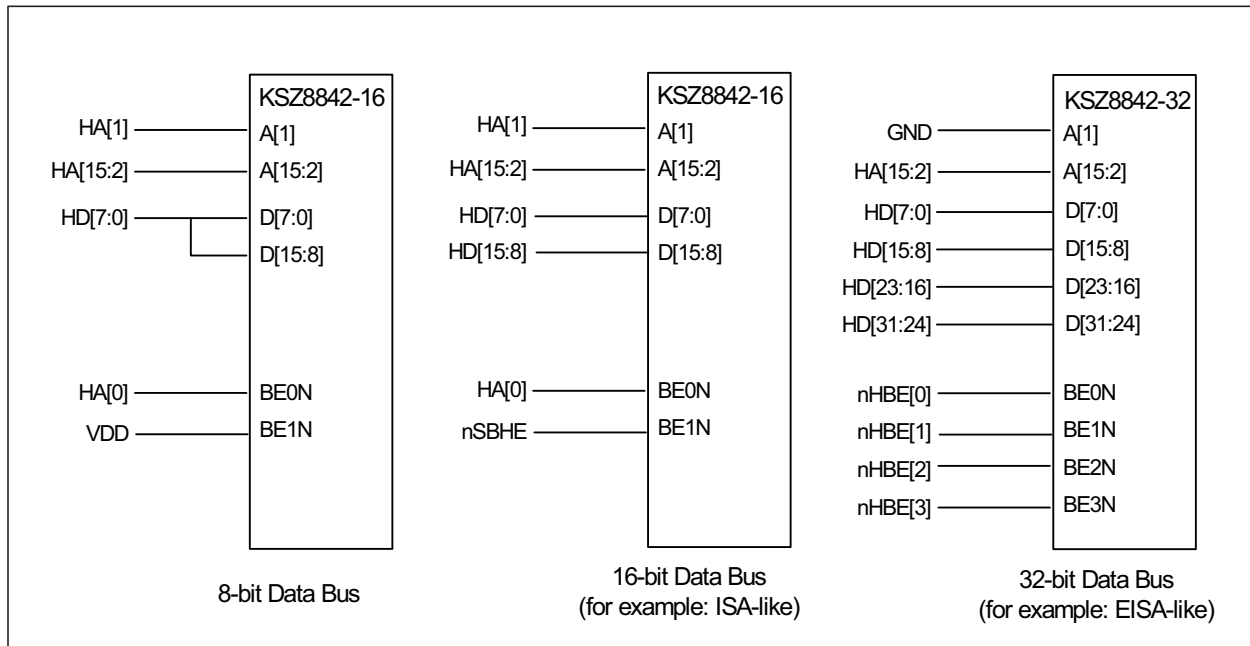 KSZ8842-16
HA[1]
A[1]
HA[15:2]
A[15:2]
HD[7:0]
D[7:0]
D[15:8]
HA[0]
BE0N
VDD
BE1N
8-bit Data Bus
KSZ8842-16
HA[1]
A[1]
HA[15:2]
A[15:2]
HD[7:0]
D[7:0]
HD[15:8]
D[15:8]
HA[0]
BE0N
nSBHE
BE1N
16-bit Data Bus
(for example: ISA-like)
KSZ8842-32
GND
A[1]
HA[15:2]
A[15:2]
HD[7:0]
D[7:0]
HD[15:8]
D[15:8]
HD[23:16]
D[23:16]
HD[31:24]
D[31:24]
nHBE[0]
BE0N
nHBE[1]
BE1N
nHBE[2]
BE2N
nHBE[3]
BE3N
32-bit Data Bus
(for example: EISA-like)